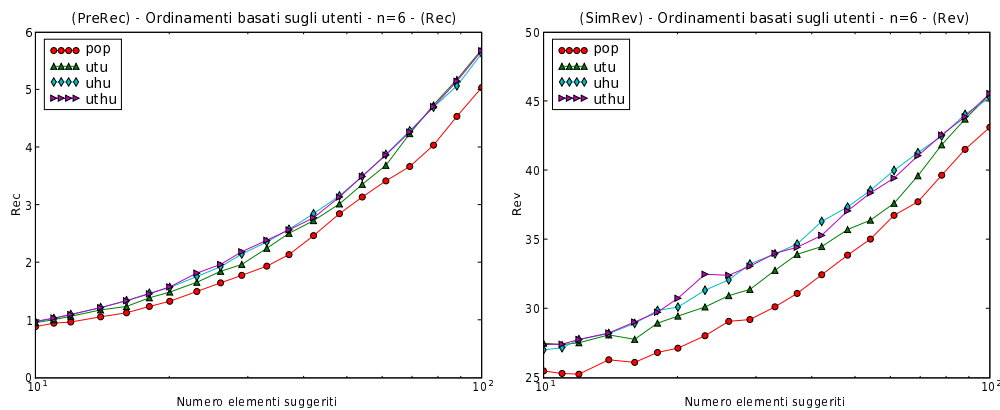 (PreRec) - Ordinamenti basati sugli utenti - n=6 - (Rec)
6
5
4
3
2
1
0
Rec
pop
utu
uhu
uthu
10^1
10^2
Numero elementi suggeriti
(SimRev) - Ordinamenti basati sugli utenti - n=6 - (Rev)
50
45
40
35
30
25
Rev
pop
utu
uhu
uthu
10^1
10^2
Numero elementi suggeriti